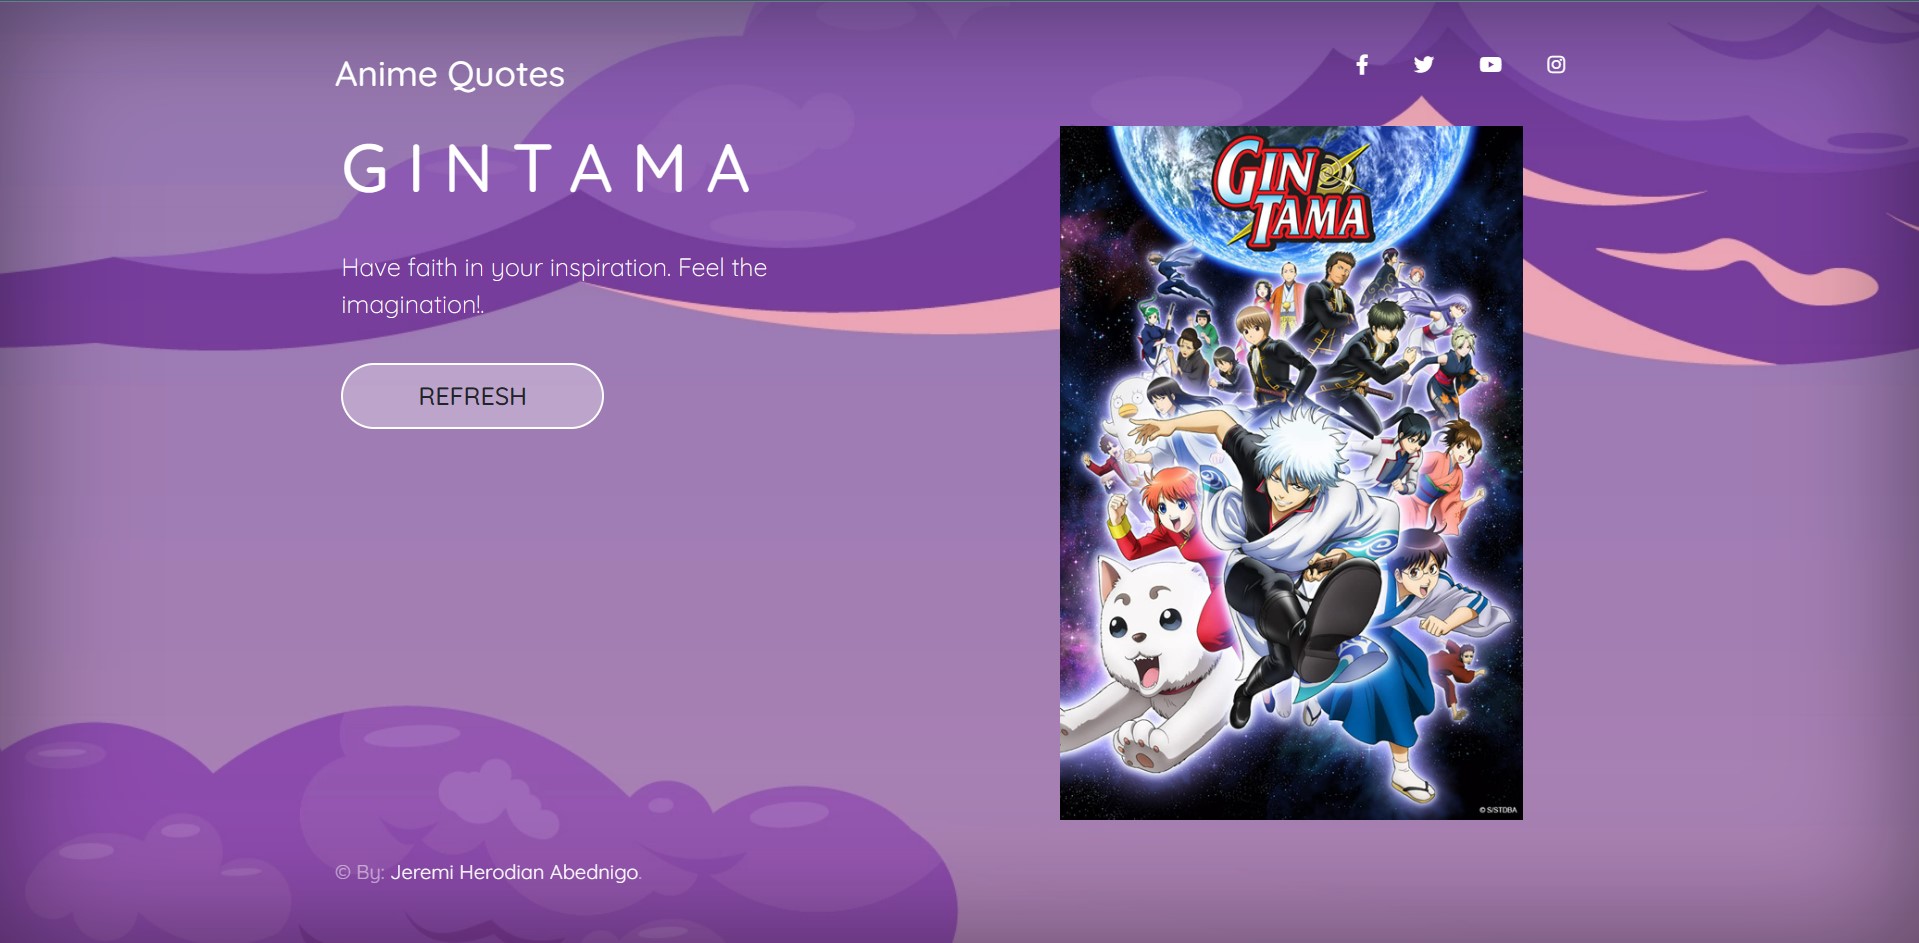 Anime Quotes
GINTAMA
Have faith in your inspiration. Feel the
imagination!.
REFRESH
GIN
TAMA
© S/STDBA
© By: Jeremi Herodian Abednigo.